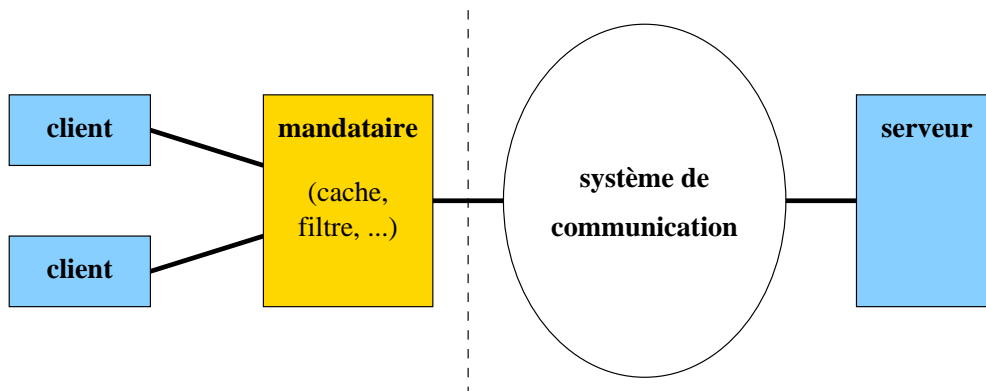 client
client
mandataire
(cache,
filtre, ...)
système de
communication
serveur